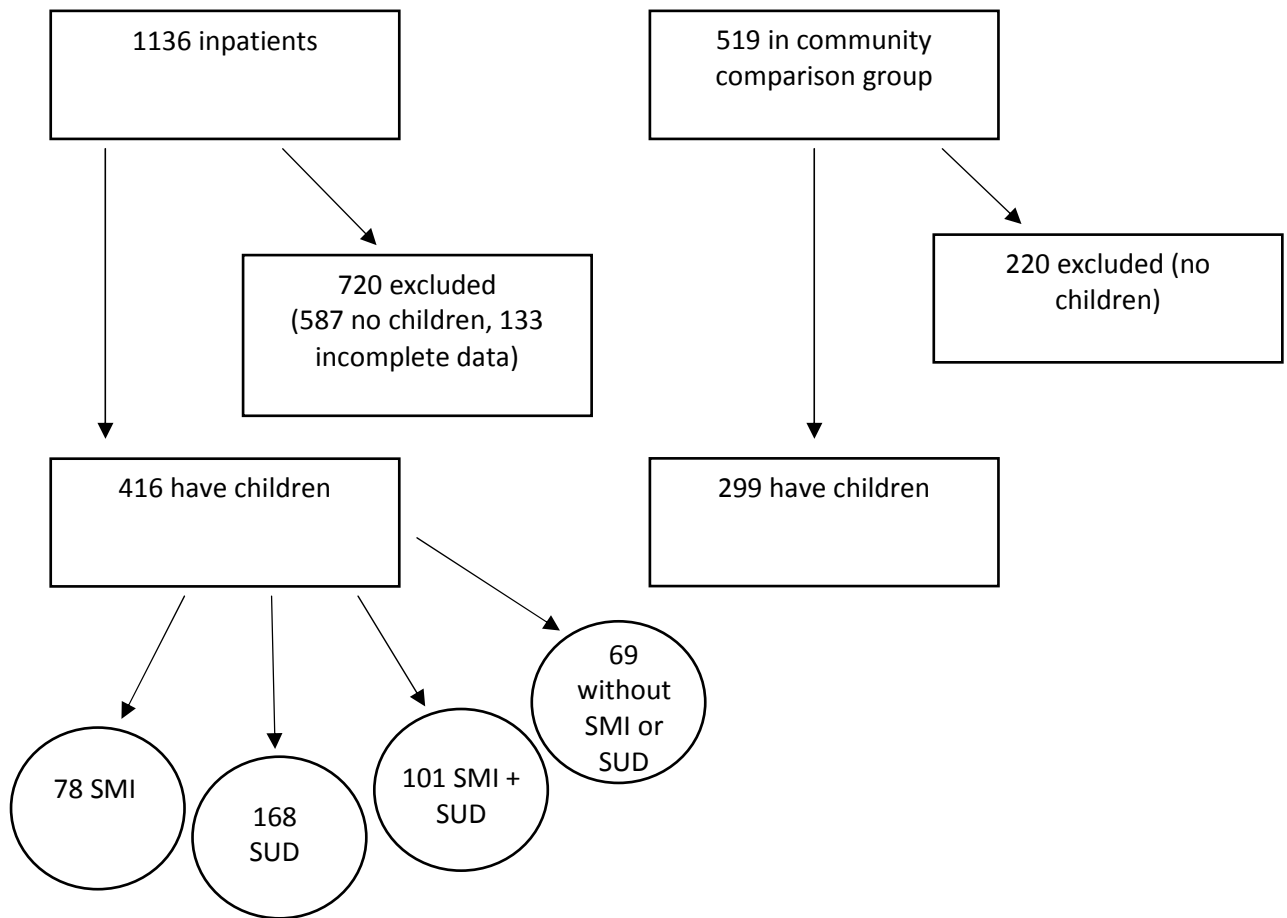 1136 inpatients
519 in community
comparison group
720 excluded
(587 no children, 133
incomplete data)
220 excluded (no
children)
416 have children
299 have children
78 SMI
168
SUD
101 SMI +
SUD
69
without
SMI or
SUD